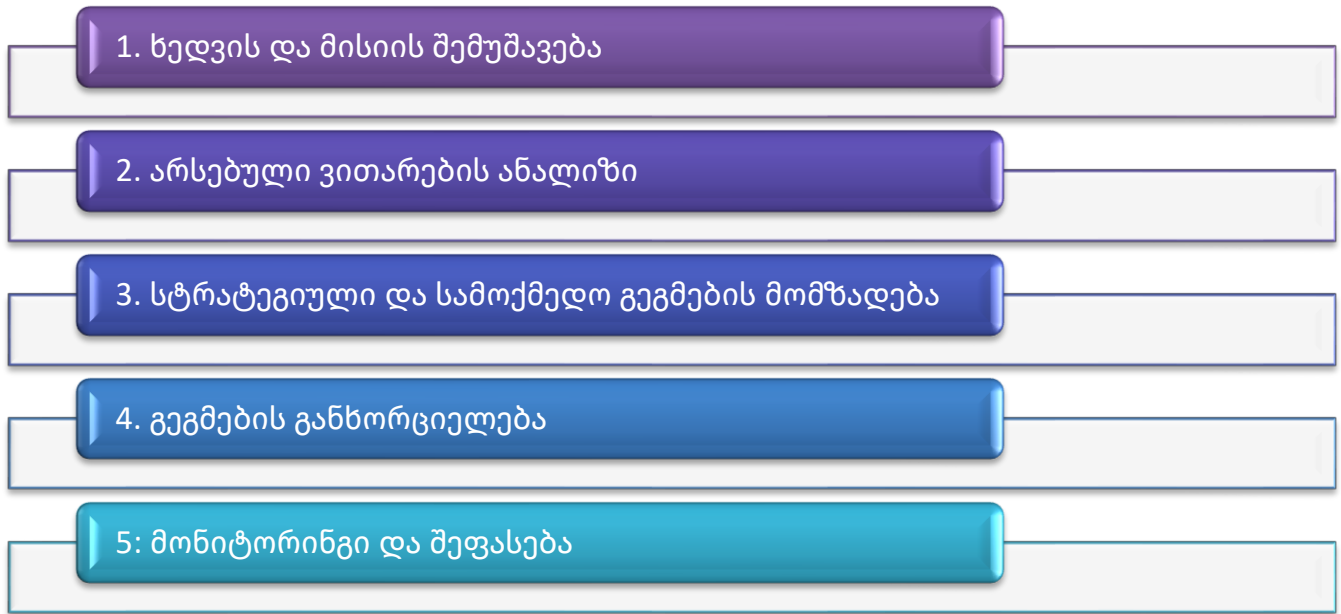 1. ხედვის და მისიის შემუშავება
2. არსებული ვითარების ანალიზი
3. სტრატეგიული და სამოქმედო გეგმების მომზადება
4. გეგმების განხორციელება
5: მონიტორინგი და შეფასება